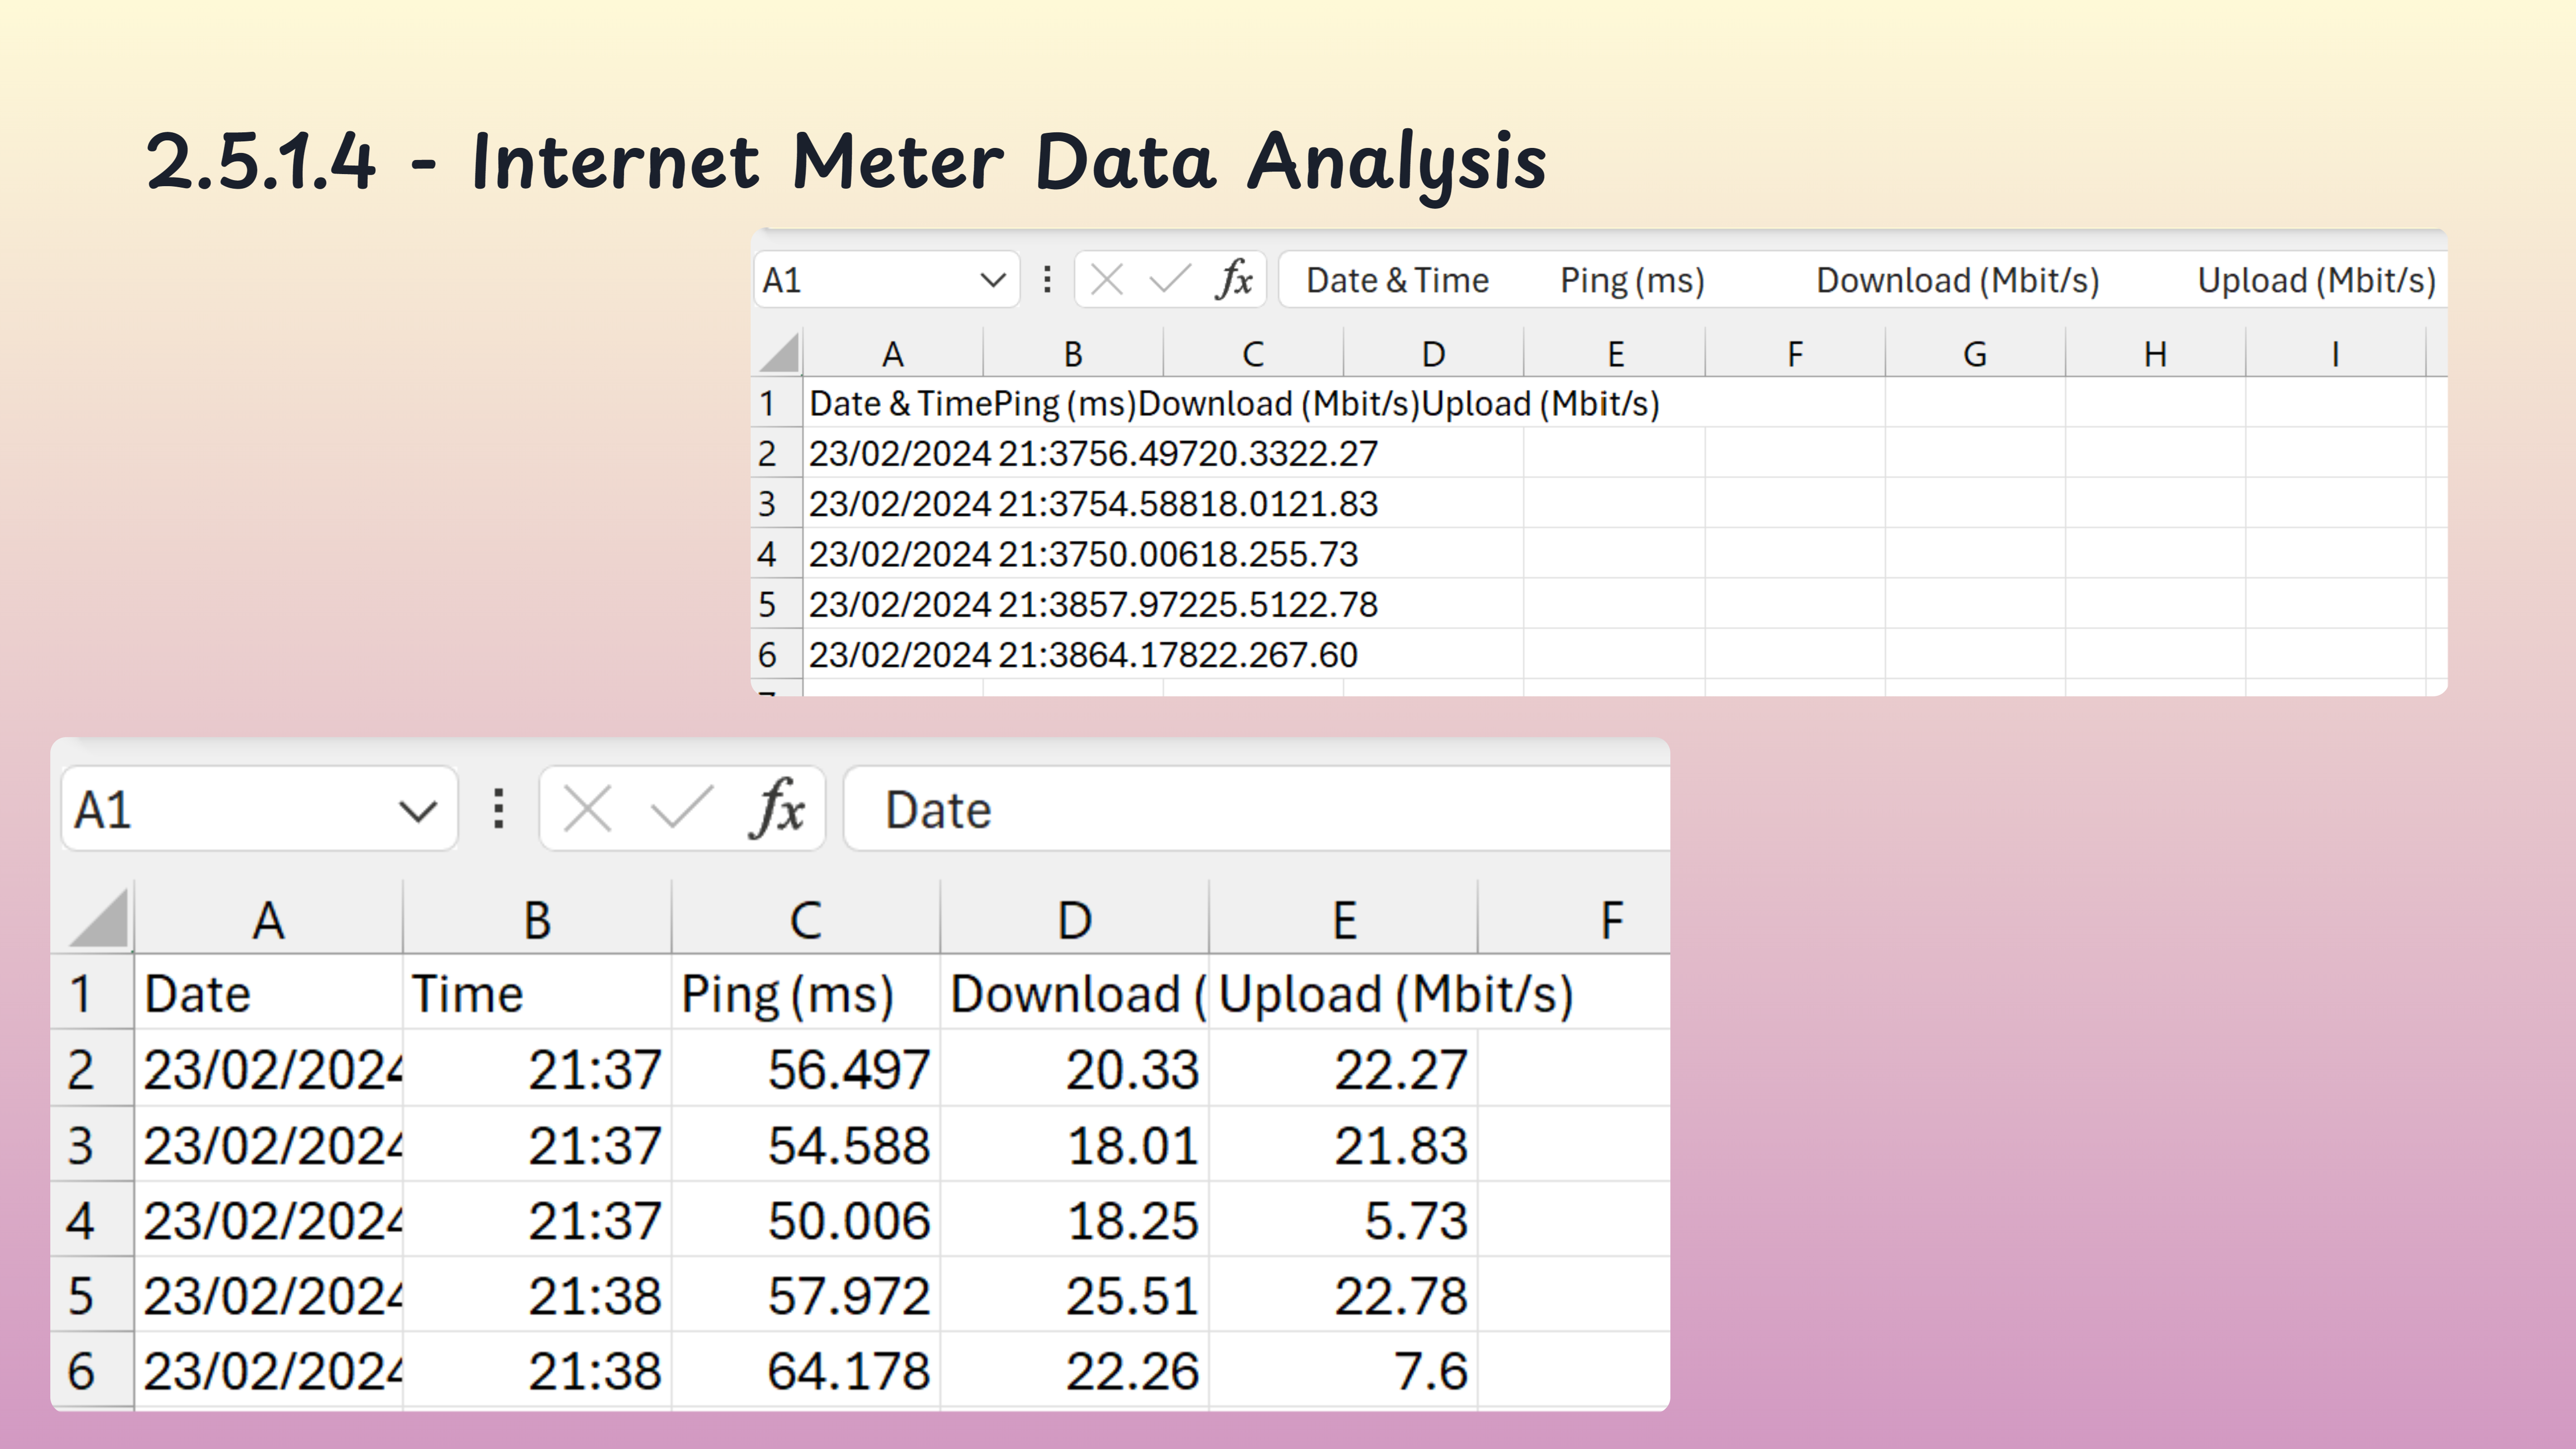 2.5.1.4 - Internet Meter Data Analysis
A1 fx Date & Time Ping (ms) Download (Mbit/s) Upload (Mbit/s)
A B C D E F G H I
1 Date & TimePing (ms)Download (Mbit/s)Upload (Mbit/s)
2 23/02/2024 21:3756.49720.3322.27
3 23/02/2024 21:3754.58818.0121.83
4 23/02/2024 21:3750.00618.255.73
5 23/02/2024 21:3857.97225.5122.78
6 23/02/2024 21:3864.17822.267.60
A1 fx Date
A B C D E F
1 Date Time Ping (ms) Download ( Upload (Mbit/s)
2 23/02/2024 21:37 56.497 20.33 22.27
3 23/02/2024 21:37 54.588 18.01 21.83
4 23/02/2024 21:37 50.006 18.25 5.73
5 23/02/2024 21:38 57.972 25.51 22.78
6 23/02/2024 21:38 64.178 22.26 7.6